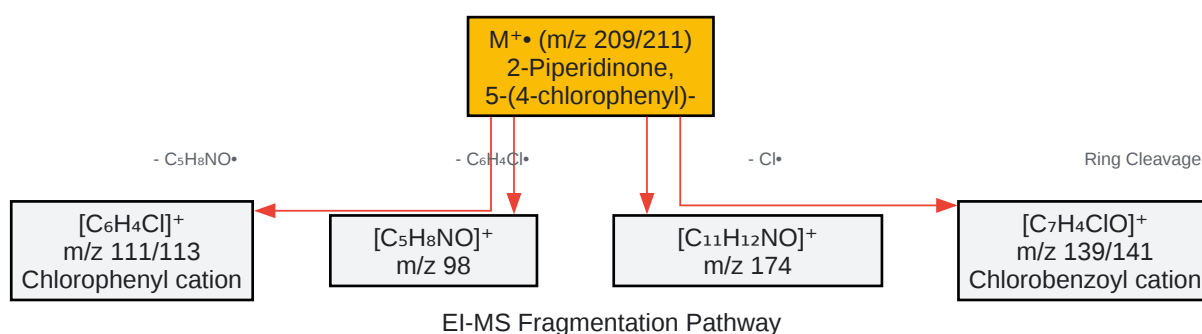 M⁺• (m/z 209/211)
2-Piperidinone,
5-(4-chlorophenyl)-
- C₅H₈NO•
- C₆H₄Cl•
- Cl•
Ring Cleavage
[C₆H₄Cl]⁺
m/z 111/113
Chlorophenyl cation
[C₅H₈NO]⁺
m/z 98
[C₁₁H₁₂NO]⁺
m/z 174
[C₇H₄ClO]⁺
m/z 139/141
Chlorobenzoyl cation
EI-MS Fragmentation Pathway